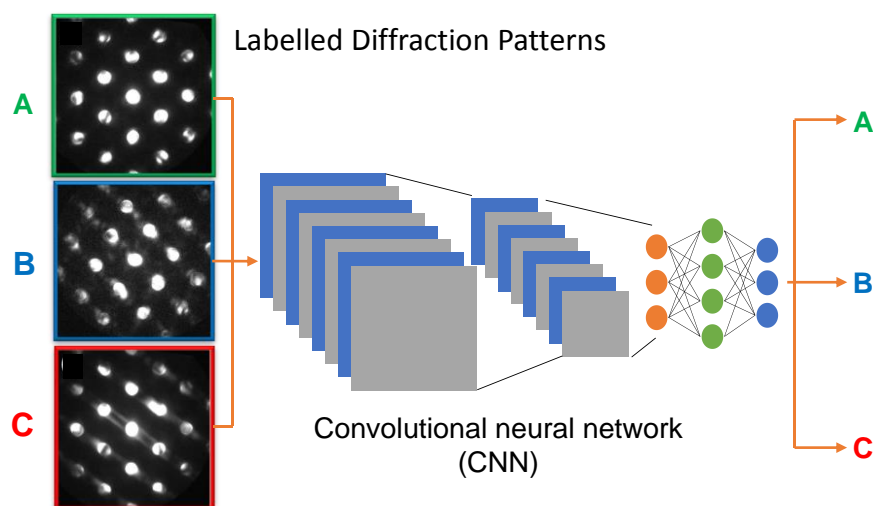 Labelled Diffraction Patterns
A
B
C
Convolutional neural network
(CNN)
A
B
C